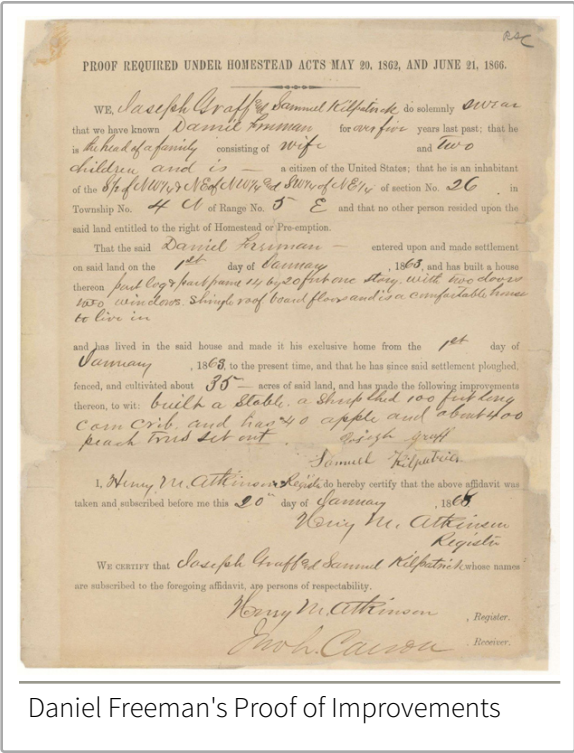 PROOF REQUIRED UNDER HOMESTEAD ACTS MAY 20, 1862, AND JUNE 21, 1866.
WE, Joseph Graff & Samuel Kilpatrick do solemnly swear
that we have known Daniel Freeman for over five years last past; that he
is the head of a family consisting of wife and two
children and is — a citizen of the United States; that he is an inhabitant
of the S½ of NW¼ & NE of NW¼ & SW¼ of NE¼ of section No. 26 in
Township No. 4 N of Range No. 5 E and that no other person resided upon the
said land entitled to the right of Homestead or Pre-emption.
That the said Daniel Freeman — entered upon and made settlement
on said land on the 1st day of January , 1863, and has built a house
thereon part log & part frame 14 by 20 feet one story, with two doors
two windows. shingle roof board floors and is a comfortable house
to live in
and has lived in the said house and made it his exclusive home from the 1st day of
January , 1863, to the present time, and that he has since said settlement ploughed,
fenced, and cultivated about 35 — acres of said land, and has made the following improvements
thereon, to wit: built a Stable. a Sheep shed 100 feet long
corn crib. and has 40 apple and about 400
peach trees set out.
Joseph Graff
Samuel Kilpatrick
I, Henry M. Atkinson Register do hereby certify that the above affidavit was
taken and subscribed before me this 20th day of January , 1868
Henry M. Atkinson
Register
WE CERTIFY that Joseph Graff & Samuel Kilpatrick whose names
are subscribed to the foregoing affidavit, are persons of respectability.
Henry M. Atkinson , Register.
Jno L. Carson , Receiver.
Daniel Freeman's Proof of Improvements